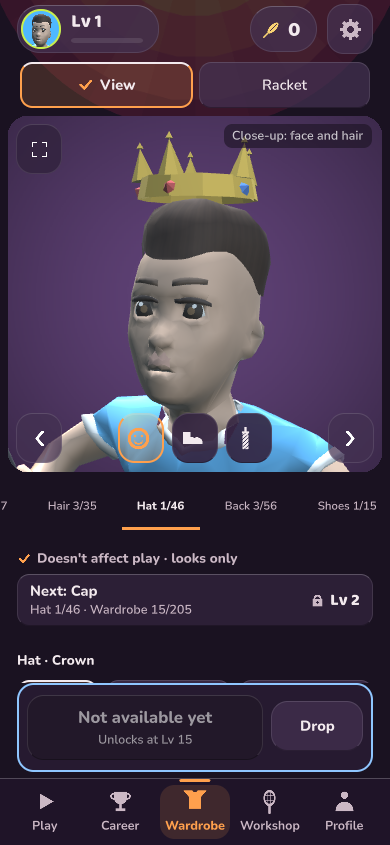 Lv 1
0
View
Racket
Close-up: face and hair
7
Hair 3/35
Hat 1/46
Back 3/56
Shoes 1/15
Doesn't affect play · looks only
Next: Cap
Hat 1/46 · Wardrobe 15/205
Lv 2
Hat · Crown
Not available yet
Unlocks at Lv 15
Drop
Play
Career
Wardrobe
Workshop
Profile